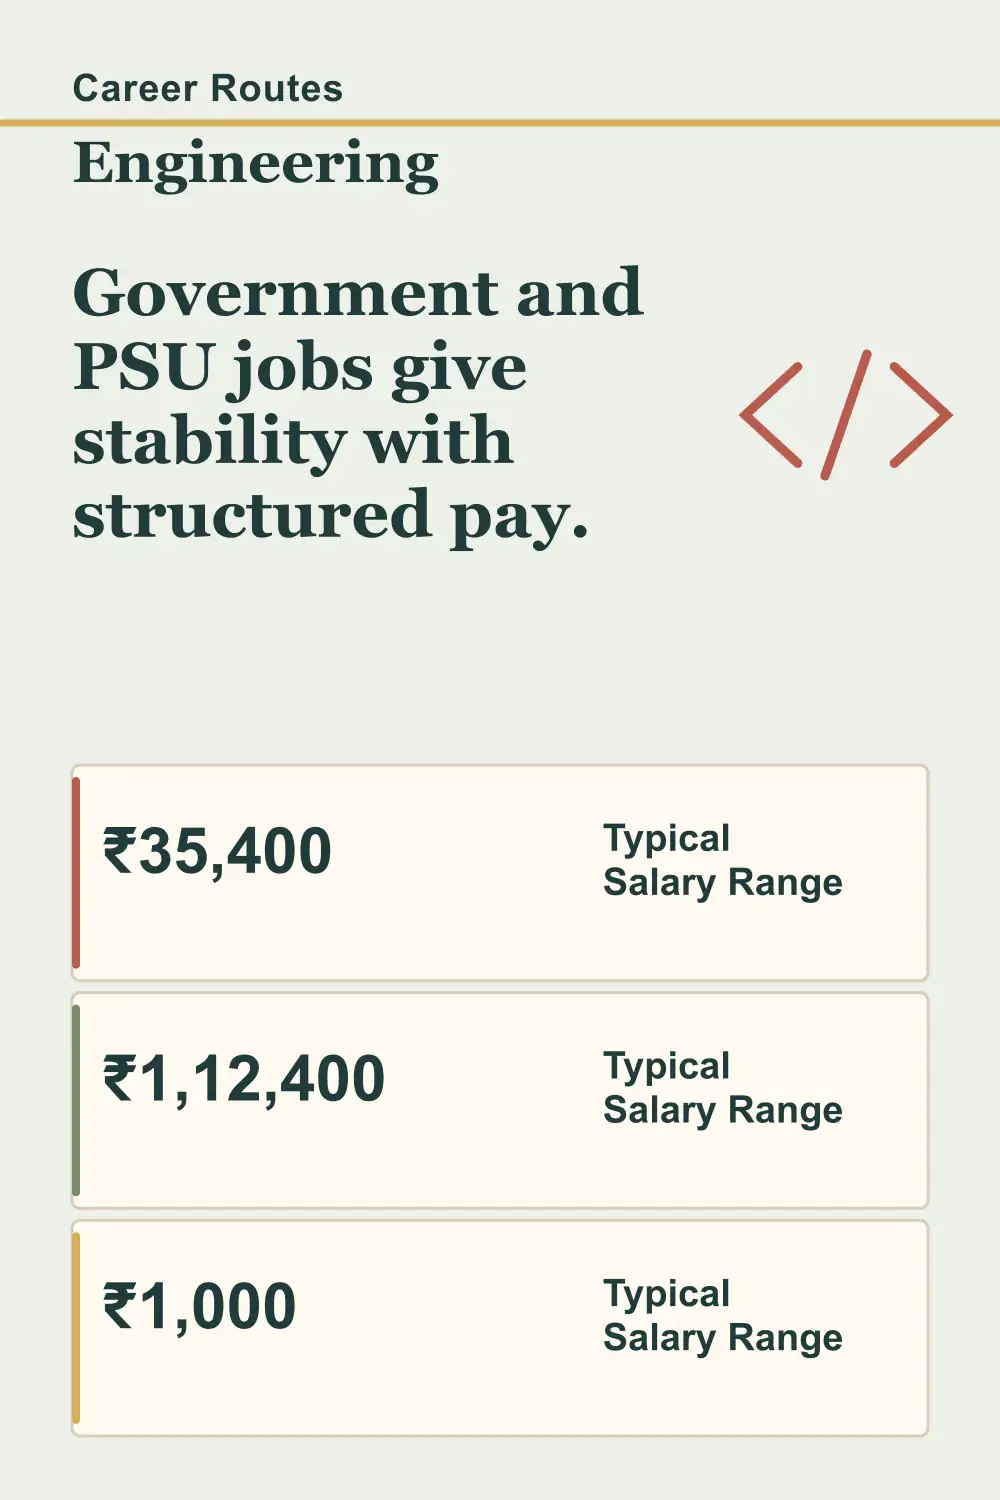 Career Routes
Engineering
Government and
PSU jobs give
stability with
structured pay.
₹35,400
Typical
Salary Range
₹1,12,400
Typical
Salary Range
₹1,000
Typical
Salary Range